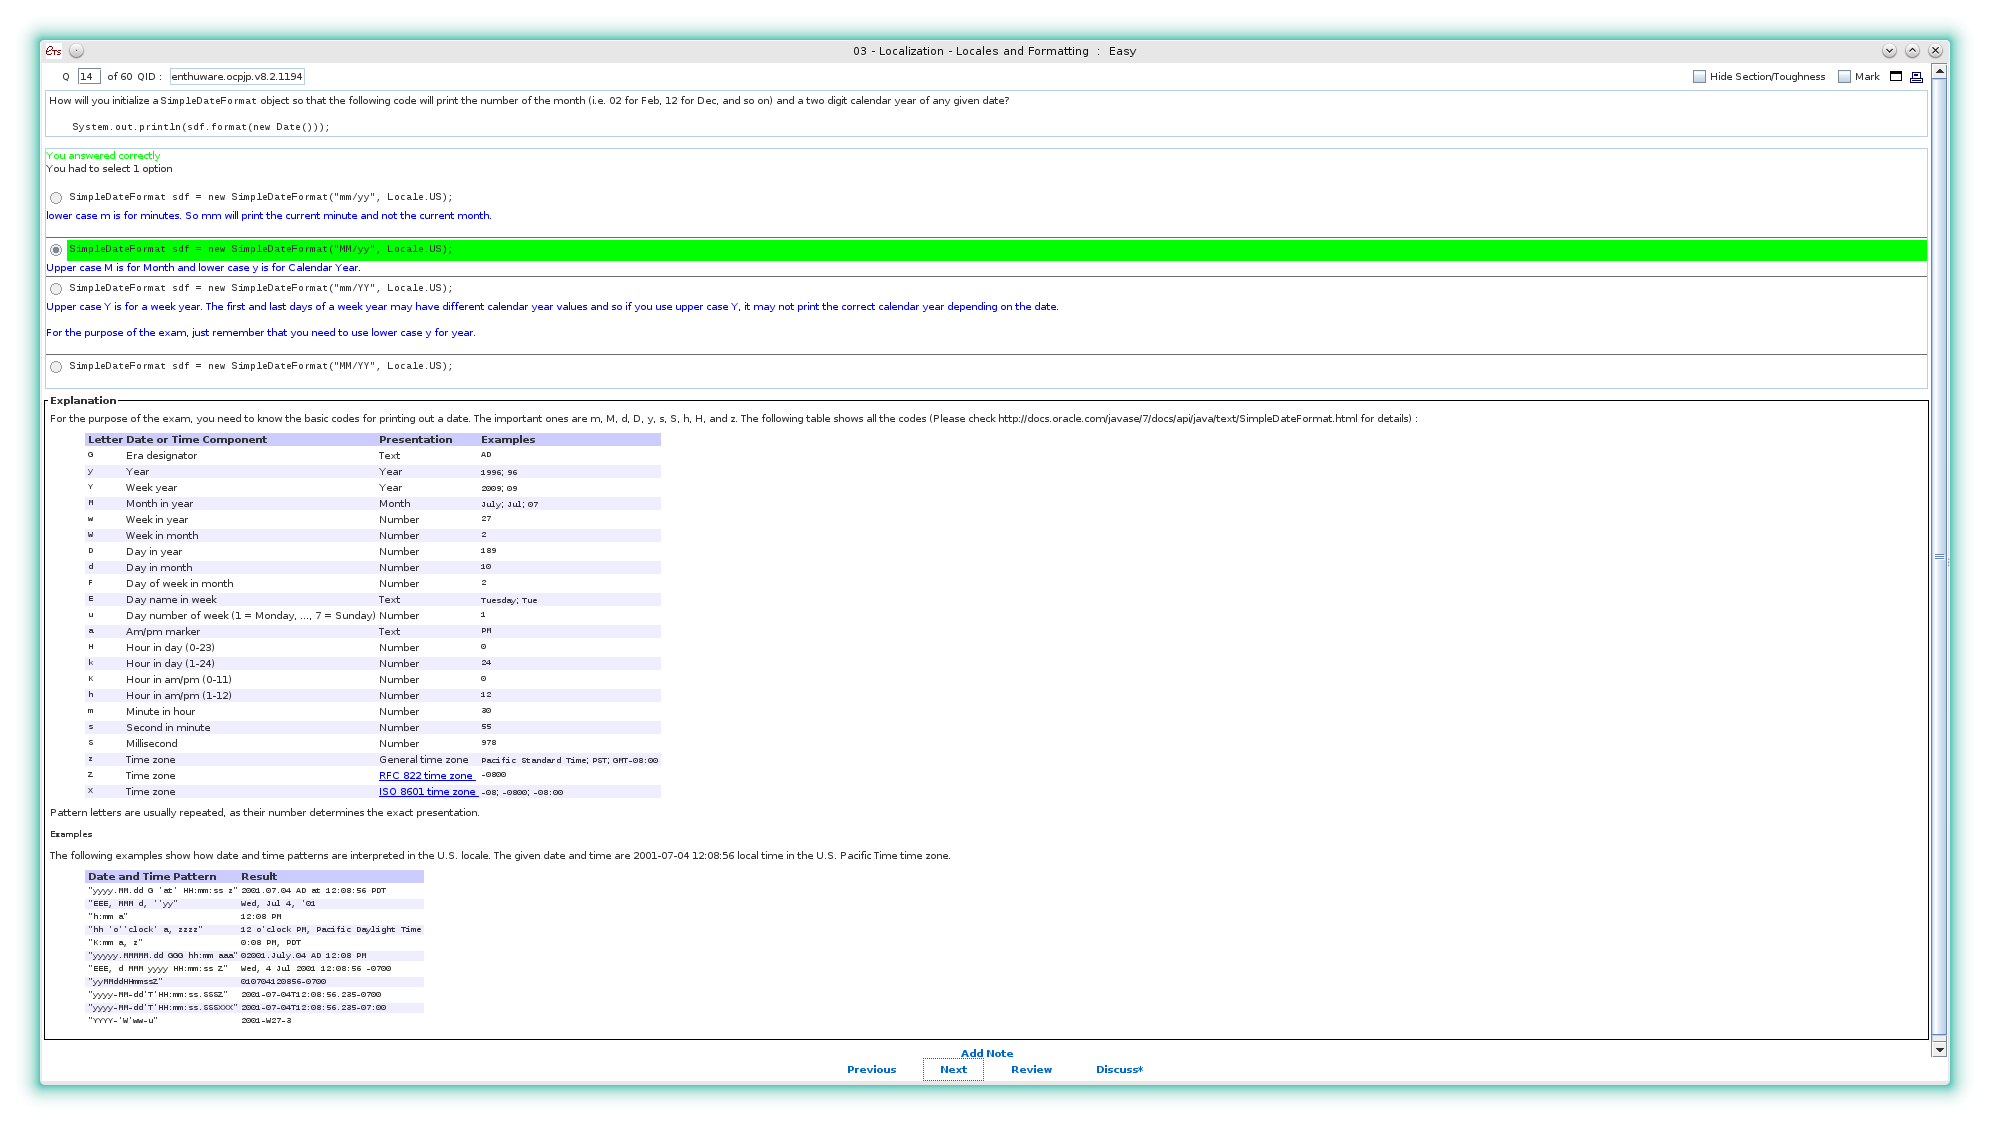 eTS
03 - Localization - Locales and Formatting : Easy
Q 14 of 60 QID : enthuware.ocpjp.v8.2.1194
Hide Section/Toughness Mark
How will you initialize a SimpleDateFormat object so that the following code will print the number of the month (i.e. 02 for Feb, 12 for Dec, and so on) and a two digit calendar year of any given date?
System.out.println(sdf.format(new Date()));
You answered correctly
You had to select 1 option
SimpleDateFormat sdf = new SimpleDateFormat("mm/yy", Locale.US);
lower case m is for minutes. So mm will print the current minute and not the current month.
SimpleDateFormat sdf = new SimpleDateFormat("MM/yy", Locale.US);
Upper case M is for Month and lower case y is for Calendar Year.
SimpleDateFormat sdf = new SimpleDateFormat("mm/YY", Locale.US);
Upper case Y is for a week year. The first and last days of a week year may have different calendar year values and so if you use upper case Y, it may not print the correct calendar year depending on the date.
For the purpose of the exam, just remember that you need to use lower case y for year.
SimpleDateFormat sdf = new SimpleDateFormat("MM/YY", Locale.US);
Explanation
For the purpose of the exam, you need to know the basic codes for printing out a date. The important ones are m, M, d, D, y, s, S, h, H, and z. The following table shows all the codes (Please check http://docs.oracle.com/javase/7/docs/api/java/text/SimpleDateFormat.html for details) :
Letter Date or Time Component Presentation Examples
G Era designator Text AD
y Year Year 1996; 96
Y Week year Year 2009; 09
M Month in year Month July; Jul; 07
w Week in year Number 27
W Week in month Number 2
D Day in year Number 189
d Day in month Number 10
F Day of week in month Number 2
E Day name in week Text Tuesday; Tue
u Day number of week (1 = Monday, ..., 7 = Sunday) Number 1
a Am/pm marker Text PM
H Hour in day (0-23) Number 0
k Hour in day (1-24) Number 24
K Hour in am/pm (0-11) Number 0
h Hour in am/pm (1-12) Number 12
m Minute in hour Number 30
s Second in minute Number 55
S Millisecond Number 978
z Time zone General time zone Pacific Standard Time; PST; GMT-08:00
Z Time zone RFC 822 time zone -0800
X Time zone ISO 8601 time zone -08; -0800; -08:00
Pattern letters are usually repeated, as their number determines the exact presentation.
Examples
The following examples show how date and time patterns are interpreted in the U.S. locale. The given date and time are 2001-07-04 12:08:56 local time in the U.S. Pacific Time time zone.
Date and Time Pattern Result
"yyyy.MM.dd G 'at' HH:mm:ss z" 2001.07.04 AD at 12:08:56 PDT
"EEE, MMM d, ''yy" Wed, Jul 4, '01
"h:mm a" 12:08 PM
"hh 'o''clock' a, zzzz" 12 o'clock PM, Pacific Daylight Time
"K:mm a, z" 0:08 PM, PDT
"yyyyy.MMMMM.dd GGG hh:mm aaa" 02001.July.04 AD 12:08 PM
"EEE, d MMM yyyy HH:mm:ss Z" Wed, 4 Jul 2001 12:08:56 -0700
"yyMMddHHmmssZ" 010704120856-0700
"yyyy-MM-dd'T'HH:mm:ss.SSSZ" 2001-07-04T12:08:56.235-0700
"yyyy-MM-dd'T'HH:mm:ss.SSSXXX" 2001-07-04T12:08:56.235-07:00
"YYYY-'W'ww-u" 2001-W27-3
Add Note
Previous Next Review Discuss*